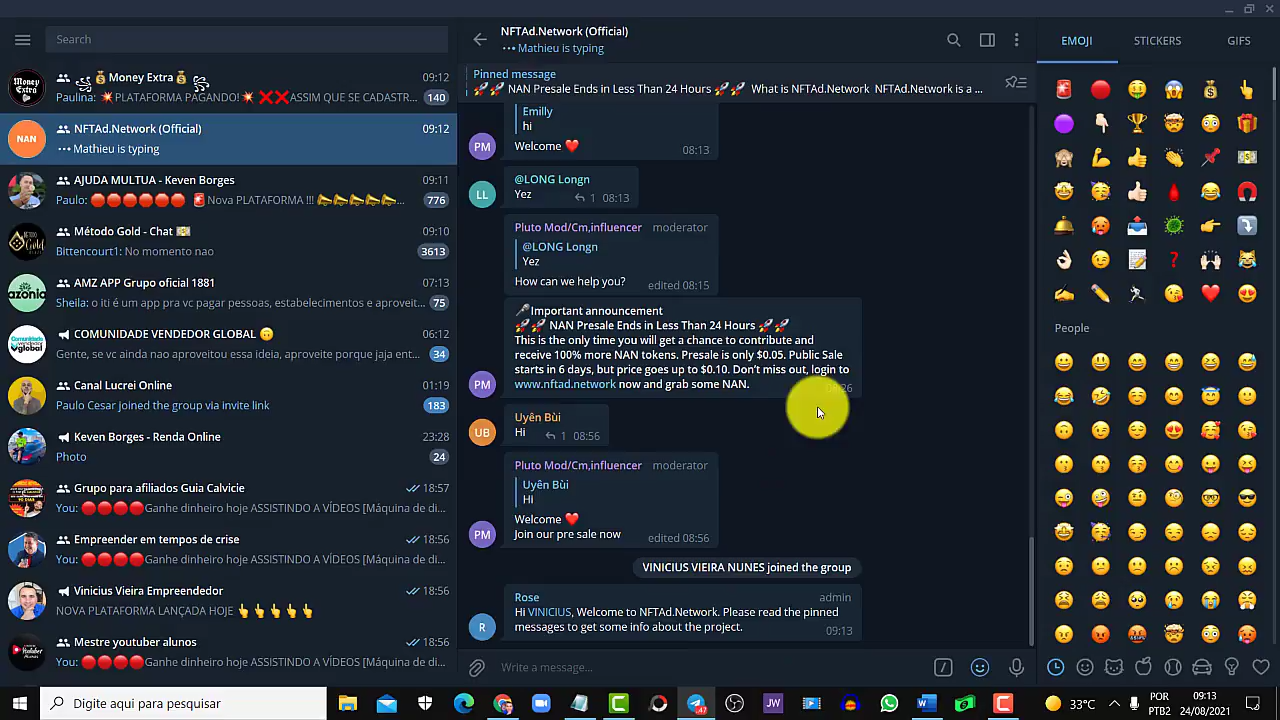 Search
Money Extra
09:12
Paulina: PLATAFORMA PAGANDO! ASSIM QUE SE CADASTR...
140
NAN
NFTAd.Network (Official)
09:12
Mathieu is typing
AJUDA MULTUA - Keven Borges
09:11
Paulo: Nova PLATAFORMA !!!
776
Método Gold - Chat
09:10
Bittencourt1: No momento nao
3613
azonia
AMZ APP Grupo oficial 1881
07:13
Sheila: o iti é um app pra vc pagar pessoas, estabelecimentos e aproveit...
75
COMUNIDADE VENDEDOR GLOBAL
06:12
Gente, se vc ainda nao approveitou essa ideia, aproveite porque jaya ent...
34
Canal Lucrei Online
01:19
Paulo Cesar joined the group via invite link
183
Keven Borges - Renda Online
23:28
Photo
24
Grupo para afiliados Guia Calvicie
18:57
You: Ganhe dinheiro hoje ASSISTINDO A VÍDEOS [Máquina de di...
Empreender em tempos de crise
18:56
You: Ganhe dinheiro hoje ASSISTINDO A VÍDEOS [Máquina de di...
Vinicius Vieira Empreendedor
18:56
NOVA PLATAFORMA LANÇADA HOJE
Mestre youtuber alunos
18:56
You: Ganhe dinheiro hoje ASSISTINDO A VÍDEOS [Máquina de di...
NFTAd.Network (Official)
Mathieu is typing
Pinned message
NAN Presale Ends in Less Than 24 Hours What is NFTAd.Network NFTAd.Network is a ...
Emilly
hi
Welcome
08:13
PM
@LONG Longn
Yez
1 08:13
LL
Pluto Mod/Cm,influencer moderator
@LONG Longn
Yez
How can we help you?
edited 08:15
Important announcement
NAN Presale Ends in Less Than 24 Hours
This is the only time you will get a chance to contribute and
receive 100% more NAN tokens. Presale is only $0.05. Public Sale
starts in 6 days, but price goes up to $0.10. Don't miss out, login to
www.nftad.network now and grab some NAN.
PM
Uyên Bùi
Hi
1 08:56
UB
Pluto Mod/Cm,influencer moderator
Uyên Bùi
Hi
Welcome
Join our pre sale now
edited 08:56
PM
VINICIUS VIEIRA NUNES joined the group
Rose
admin
Hi VINICIUS, Welcome to NFTAd.Network. Please read the pinned
messages to get some info about the project.
09:13
R
Write a message...
EMOJI
STICKERS
GIFS
People
Digite aqui para pesquisar
JW
33°C
POR
PTB2
09:13
24/08/2021